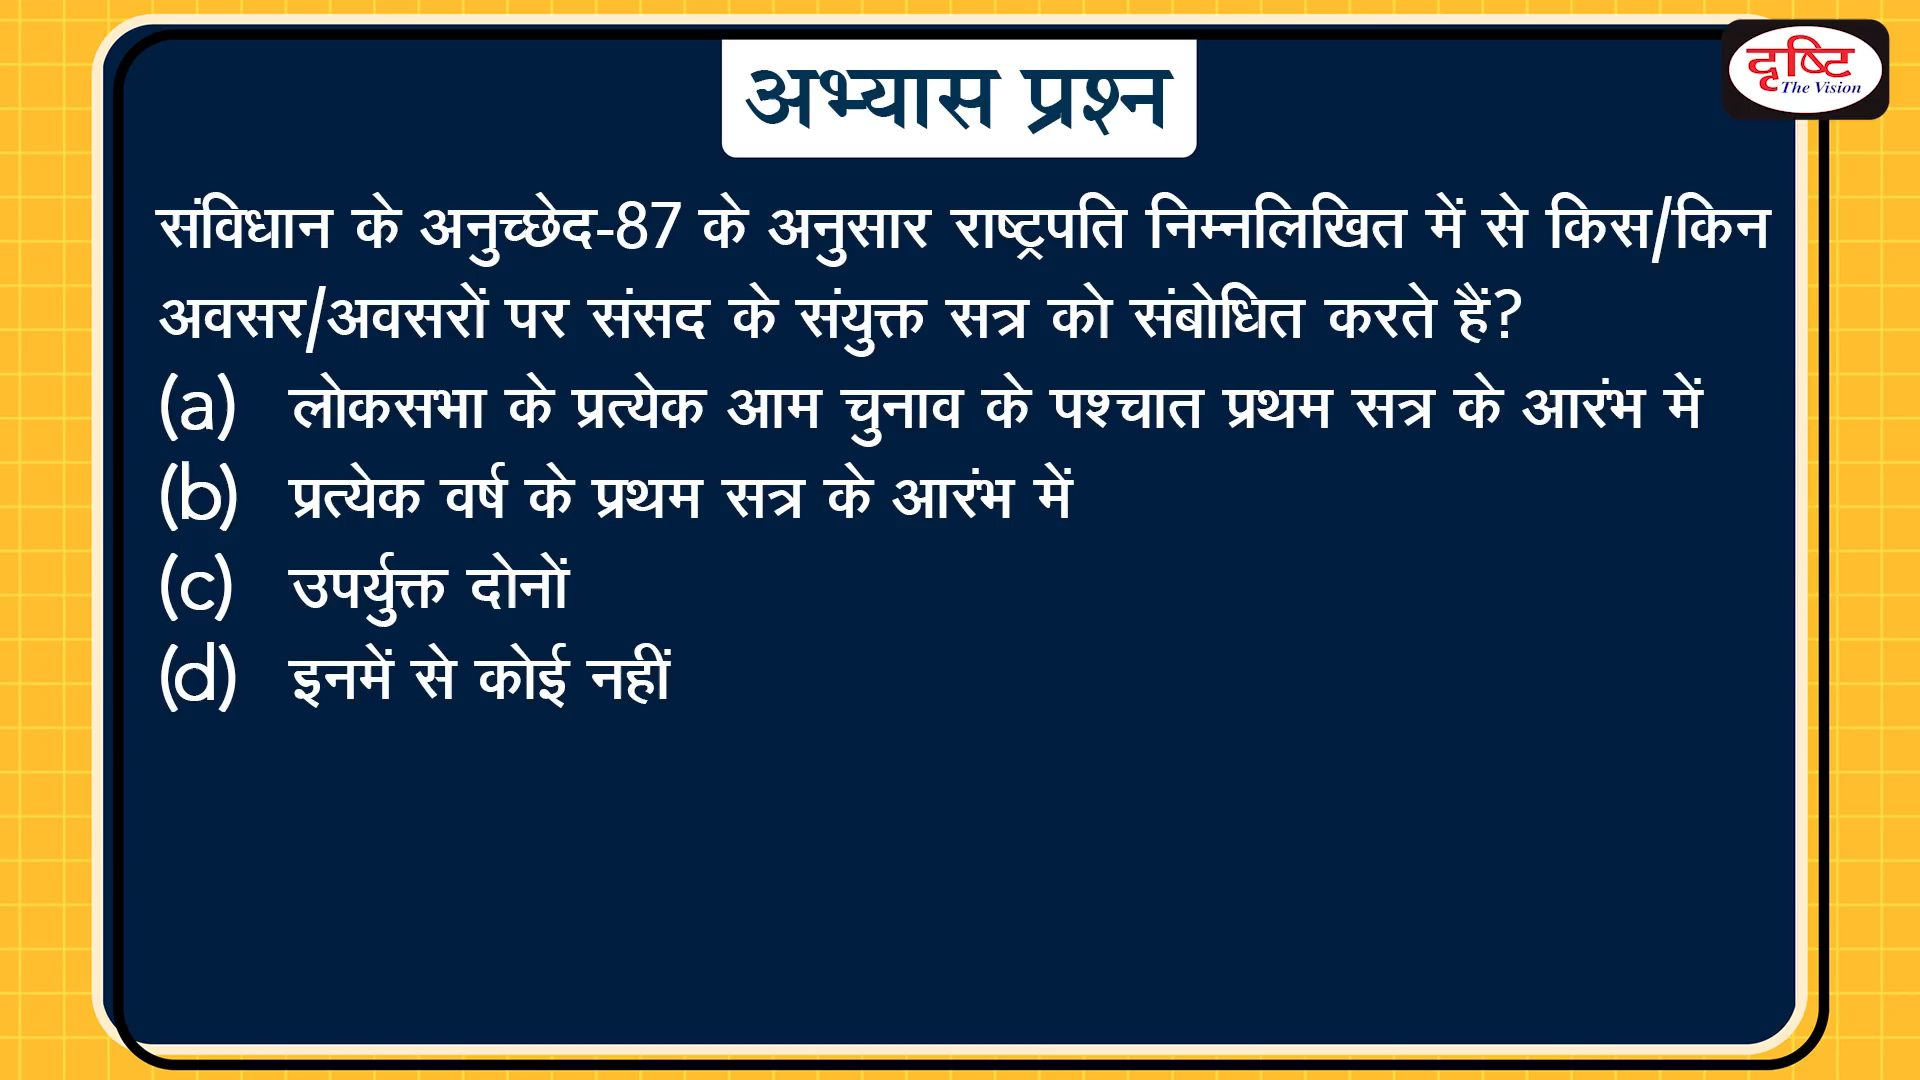 अभ्यास प्रश्न
दृष्टि
The Vision
संविधान के अनुच्छेद-87 के अनुसार राष्ट्रपति निम्नलिखित में से किस/किन
अवसर/अवसरों पर संसद के संयुक्त सत्र को संबोधित करते हैं?
(a) लोकसभा के प्रत्येक आम चुनाव के पश्चात प्रथम सत्र के आरंभ में
(b) प्रत्येक वर्ष के प्रथम सत्र के आरंभ में
(c) उपर्युक्त दोनों
(d) इनमें से कोई नहीं